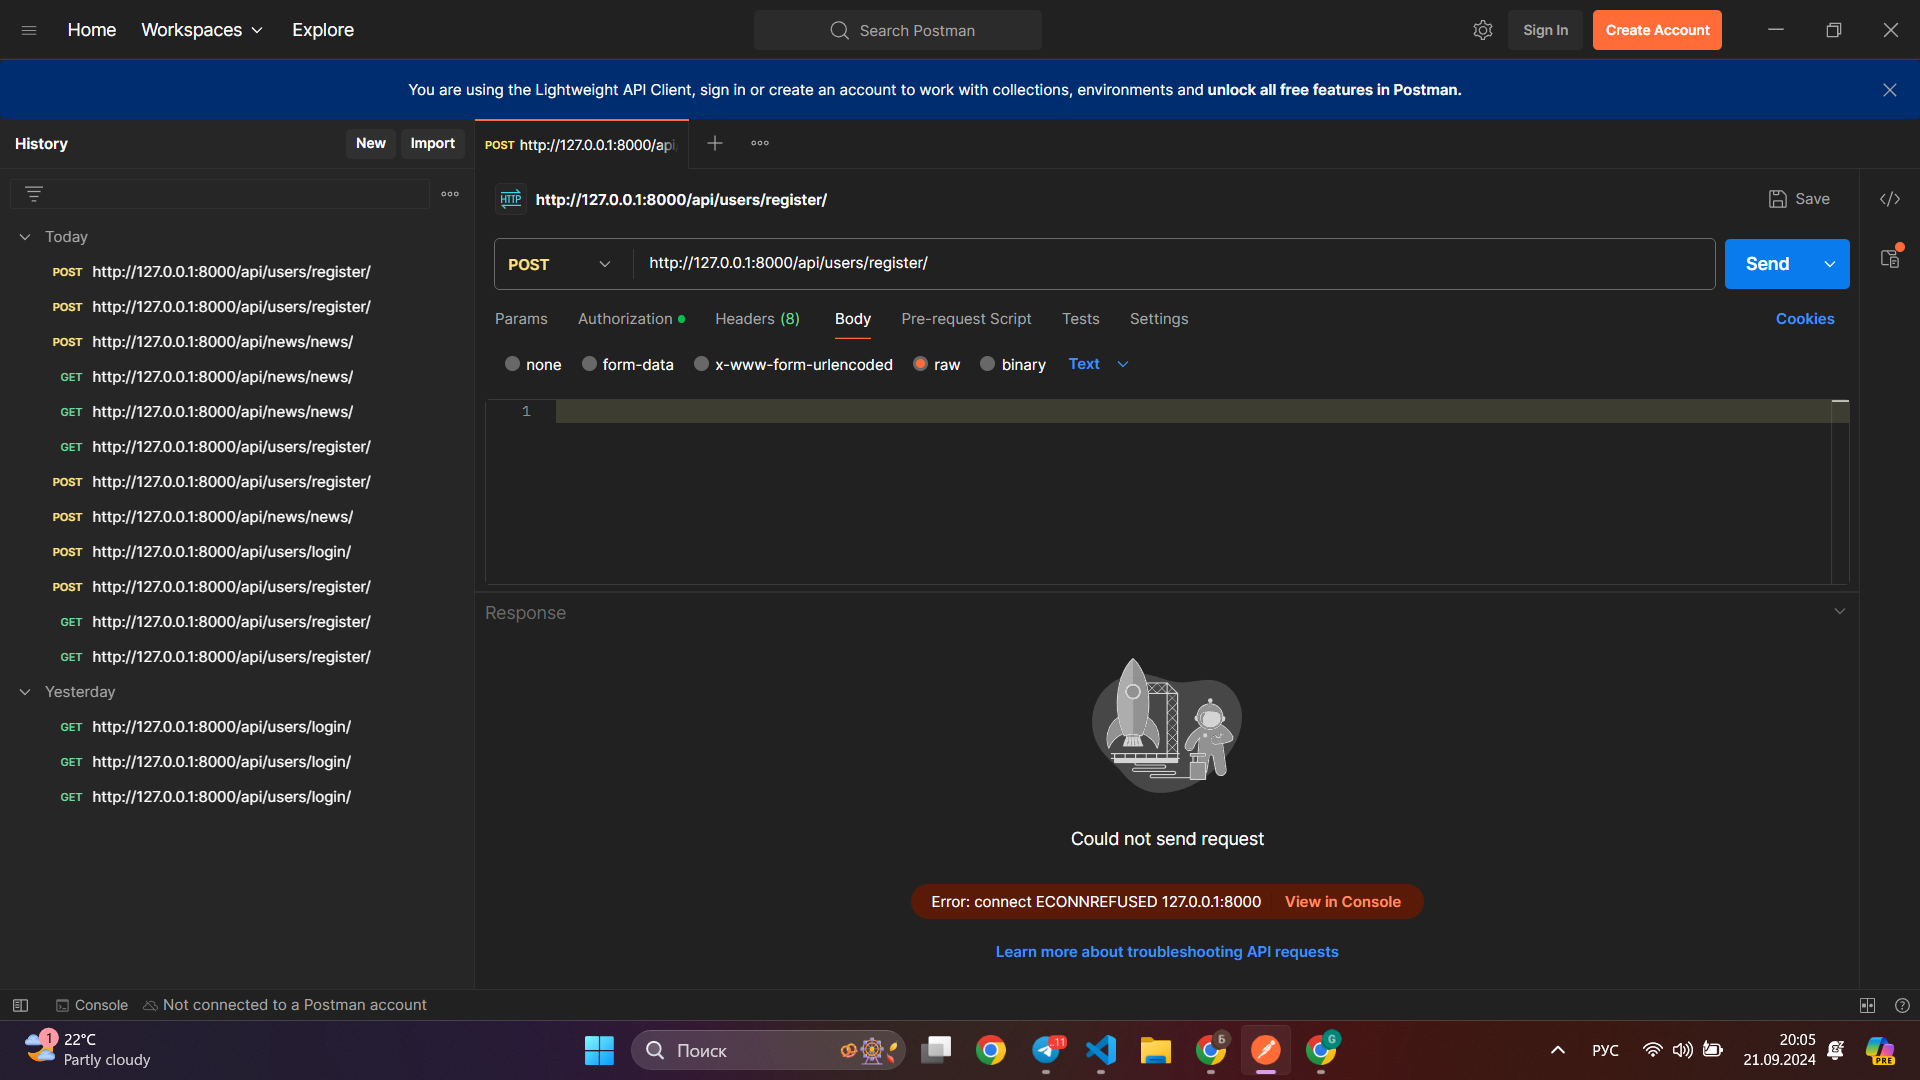 Home
Workspaces
Explore
Search Postman
Sign In
Create Account
You are using the Lightweight API Client, sign in or create an account to work with collections, environments and unlock all free features in Postman.
History
New
Import
POST http://127.0.0.1:8000/api
HTTP
http://127.0.0.1:8000/api/users/register/
Save
Today
POST http://127.0.0.1:8000/api/users/register/
POST http://127.0.0.1:8000/api/users/register/
POST http://127.0.0.1:8000/api/news/news/
GET http://127.0.0.1:8000/api/news/news/
GET http://127.0.0.1:8000/api/news/news/
GET http://127.0.0.1:8000/api/users/register/
POST http://127.0.0.1:8000/api/users/register/
POST http://127.0.0.1:8000/api/news/news/
POST http://127.0.0.1:8000/api/users/login/
POST http://127.0.0.1:8000/api/users/register/
GET http://127.0.0.1:8000/api/users/register/
GET http://127.0.0.1:8000/api/users/register/
Yesterday
GET http://127.0.0.1:8000/api/users/login/
GET http://127.0.0.1:8000/api/users/login/
GET http://127.0.0.1:8000/api/users/login/
POST
http://127.0.0.1:8000/api/users/register/
Send
Params
Authorization
Headers (8)
Body
Pre-request Script
Tests
Settings
Cookies
none
form-data
x-www-form-urlencoded
raw
binary
Text
1
Response
Could not send request
Error: connect ECONNREFUSED 127.0.0.1:8000
View in Console
Learn more about troubleshooting API requests
Console
Not connected to a Postman account
1
22°C
Partly cloudy
Поиск
..11
Б
G
РУС
20:05
21.09.2024
PRE